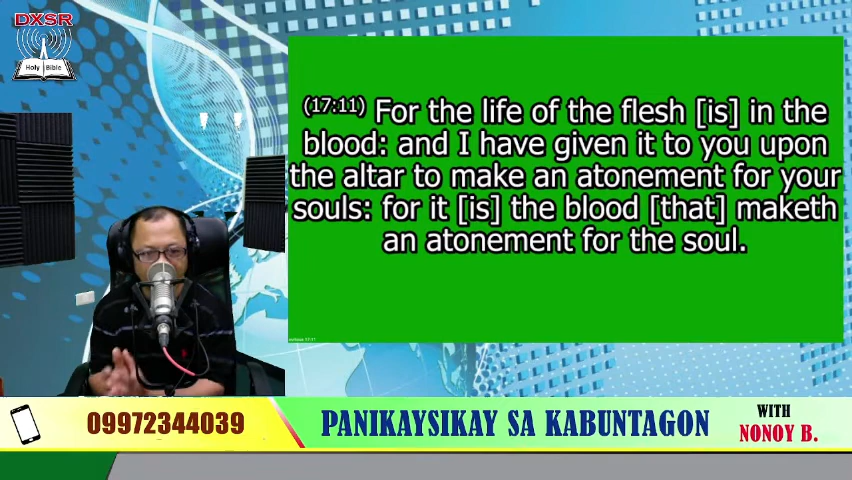 DXSR
Holy Bible
(17:11) For the life of the flesh [is] in the
blood: and I have given it to you upon
the altar to make an atonement for your
souls: for it [is] the blood [that] maketh
an atonement for the soul.
09972344039
PANIKAYSIKAY SA KABUNTAGON
WITH
NONOY B.